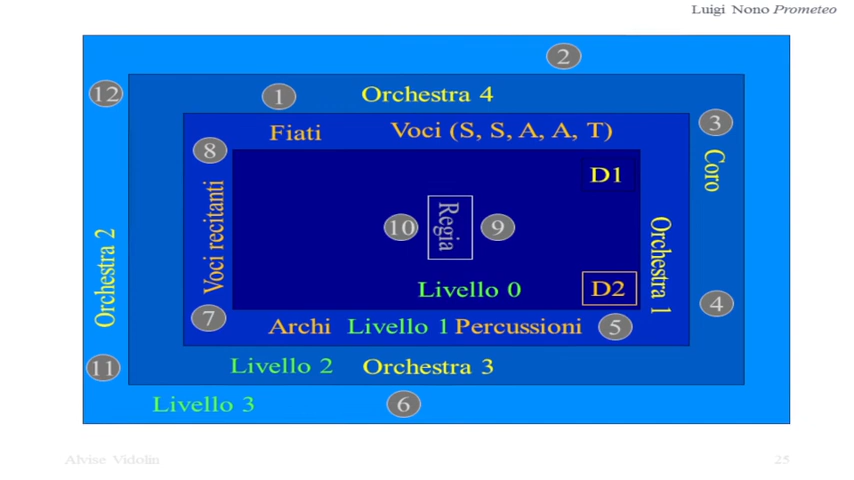 Luigi Nono Prometeo
2
12
1
Orchestra 4
3
Fiati
Voci (S, S, A, A, T)
8
Coro
D1
Voci recitanti
Orchestra 2
10
Regia
9
Orchestra 1
Livello 0
D2
4
7
Archi
Livello 1
Percussioni
5
11
Livello 2
Orchestra 3
Livello 3
6
Alvise Vidolin
25